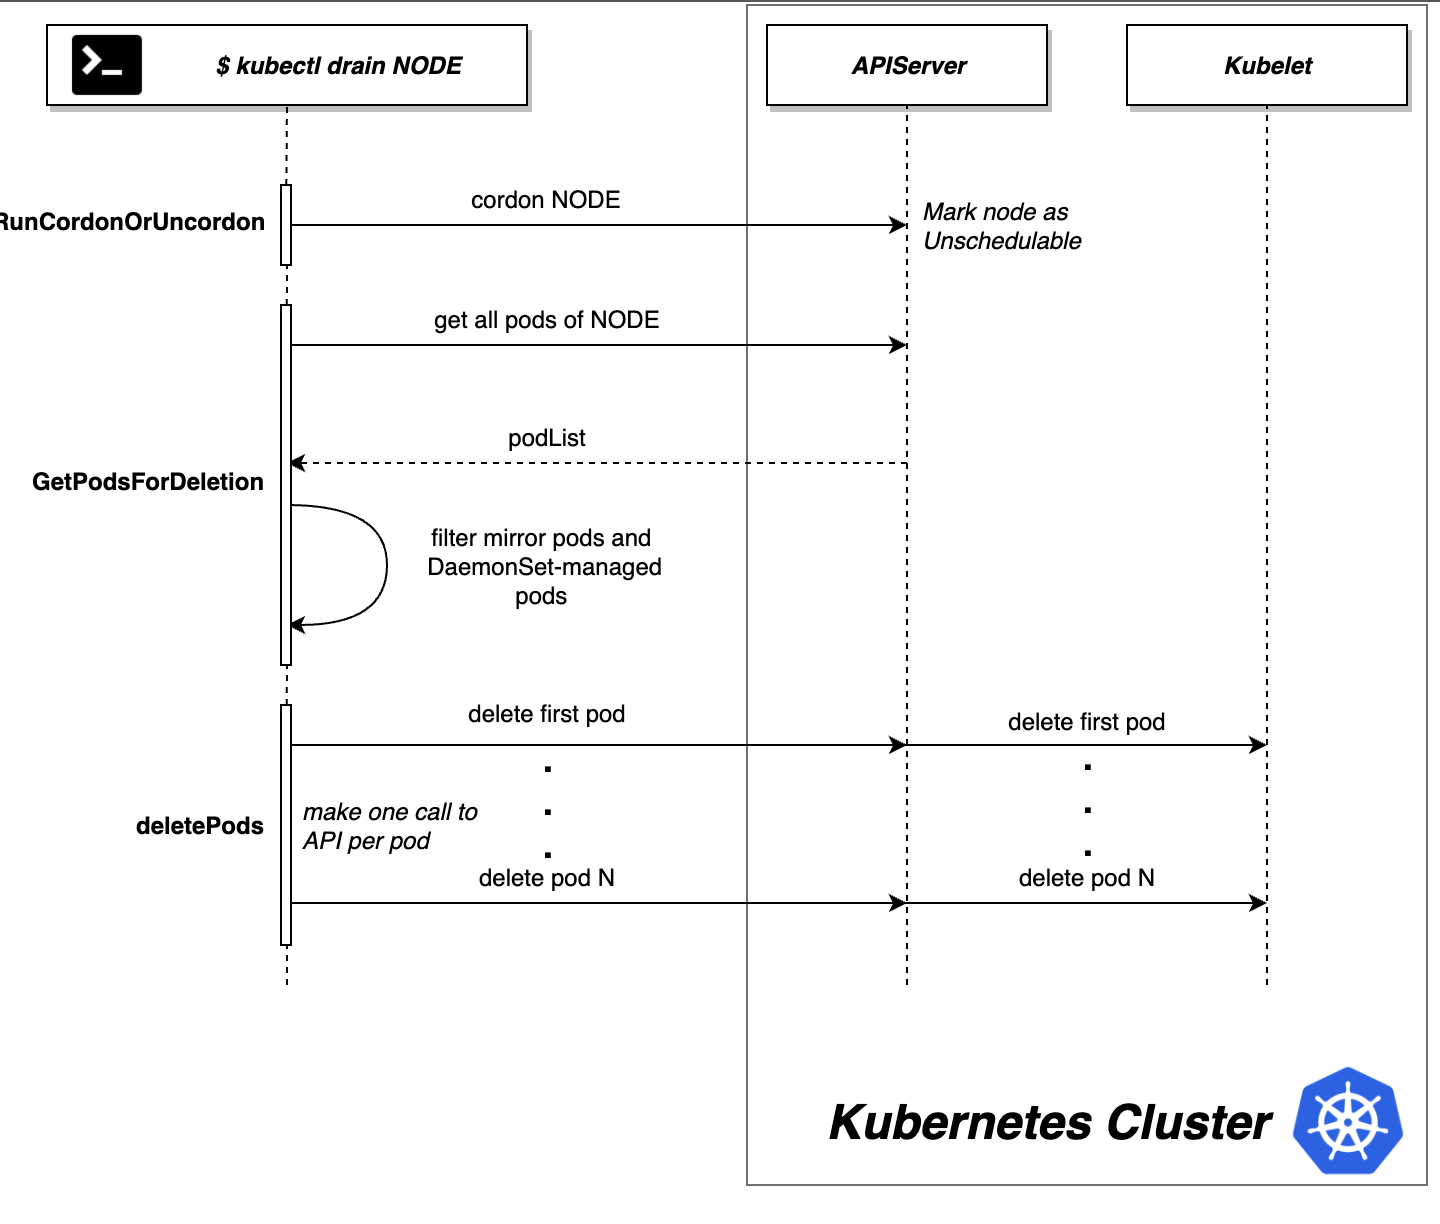 $ kubectl drain NODE
APIServer
Kubelet
cordon NODE
RunCordonOrUncordon
Mark node as
Unschedulable
get all pods of NODE
podList
GetPodsForDeletion
filter mirror pods and
DaemonSet-managed
pods
delete first pod
delete first pod
make one call to
API per pod
deletePods
delete pod N
delete pod N
Kubernetes Cluster